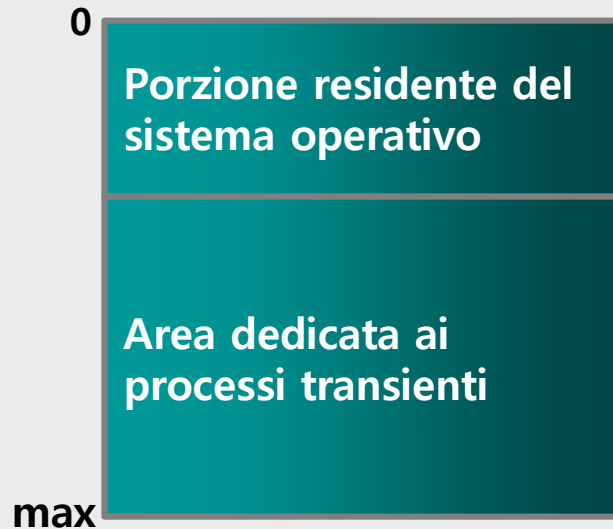 0
Porzione residente del
sistema operativo
Area dedicata ai
processi transienti
max